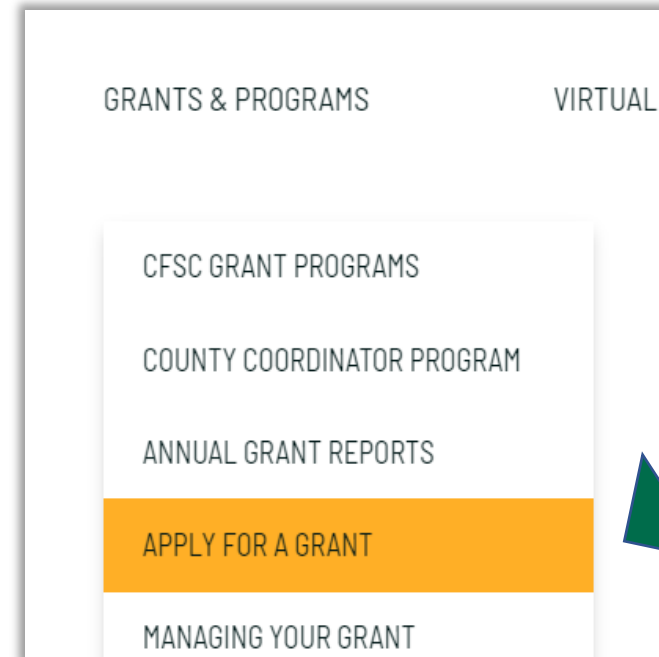 GRANTS & PROGRAMS VIRTUAL
CFSC GRANT PROGRAMS
COUNTY COORDINATOR PROGRAM
ANNUAL GRANT REPORTS
APPLY FOR A GRANT
MANAGING YOUR GRANT